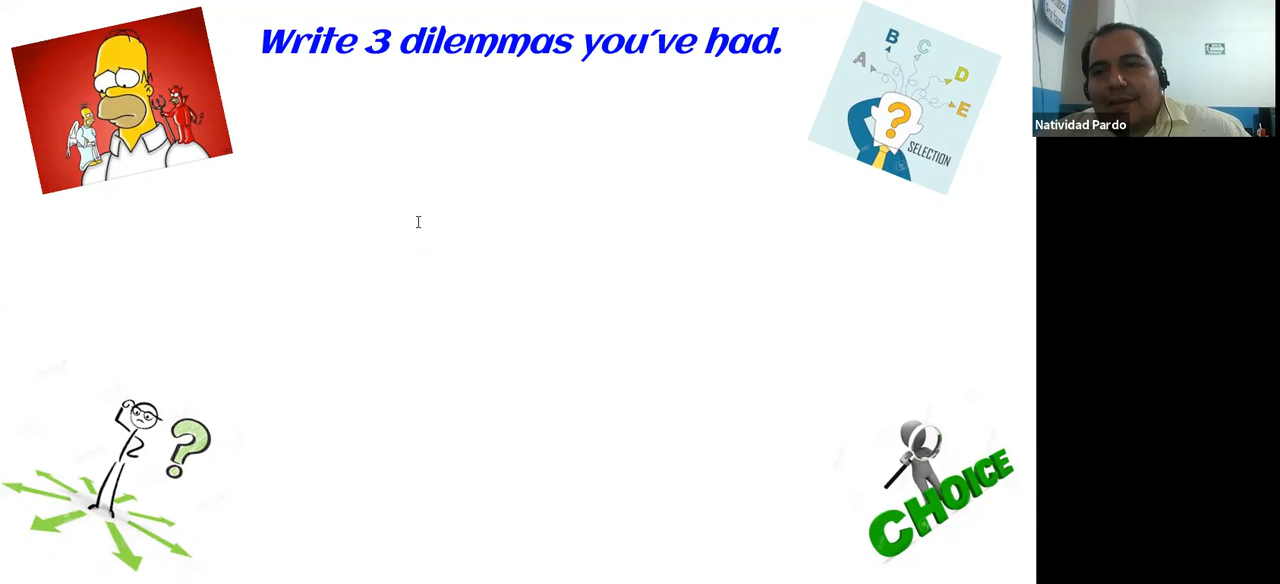 Write 3 dilemmas you´ve had.
B
C
A
D
E
?
SELECTION
Natividad Pardo
?
CHOICE